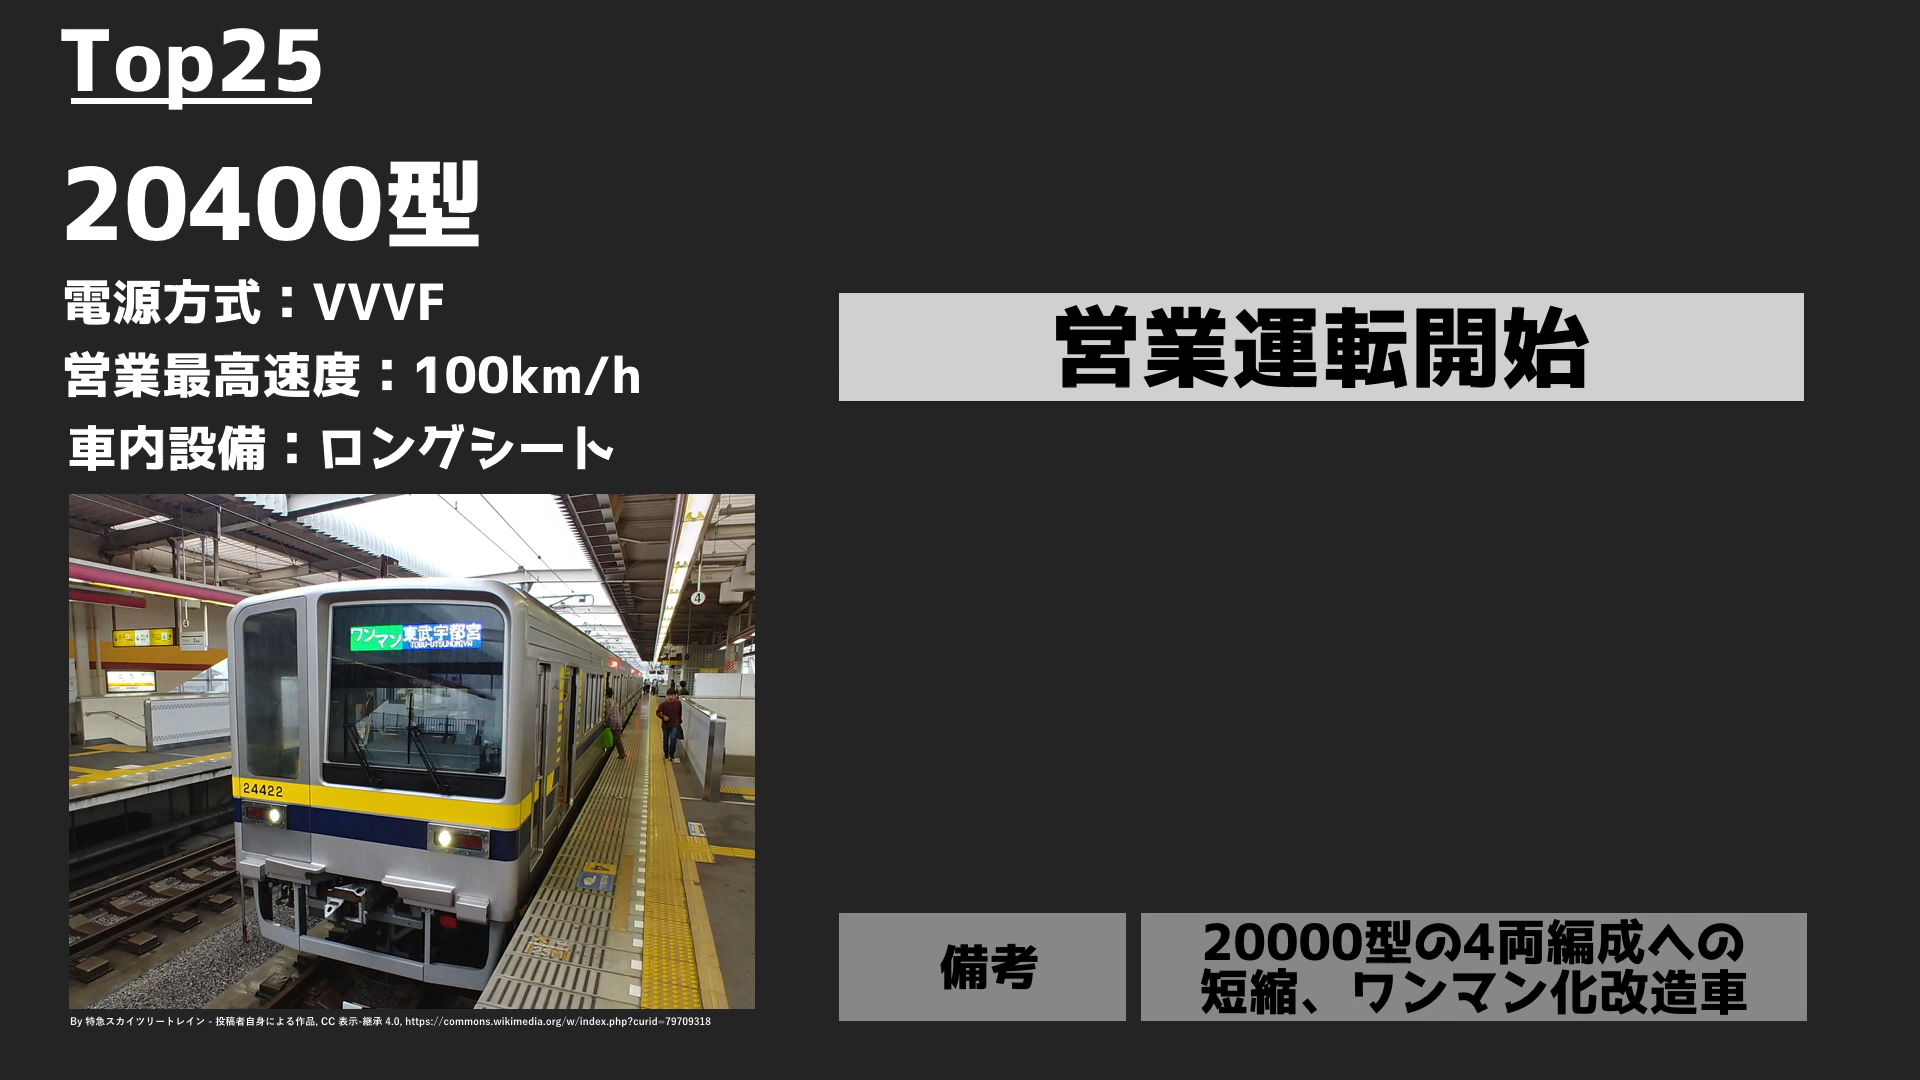 Top25
20400型
電源方式：VVVF
営業最高速度：100km/h
車内設備：ロングシート
営業運転開始
4
ワンマン 東武宇都宮
TOBU-UTSUNOMIYA
24422
4
備考
20000型の4両編成への
短縮、ワンマン化改造車
By 特急スカイツリートレイン - 投稿者自身による作品, CC 表示-継承 4.0, https://commons.wikimedia.org/w/index.php?curid=79709318